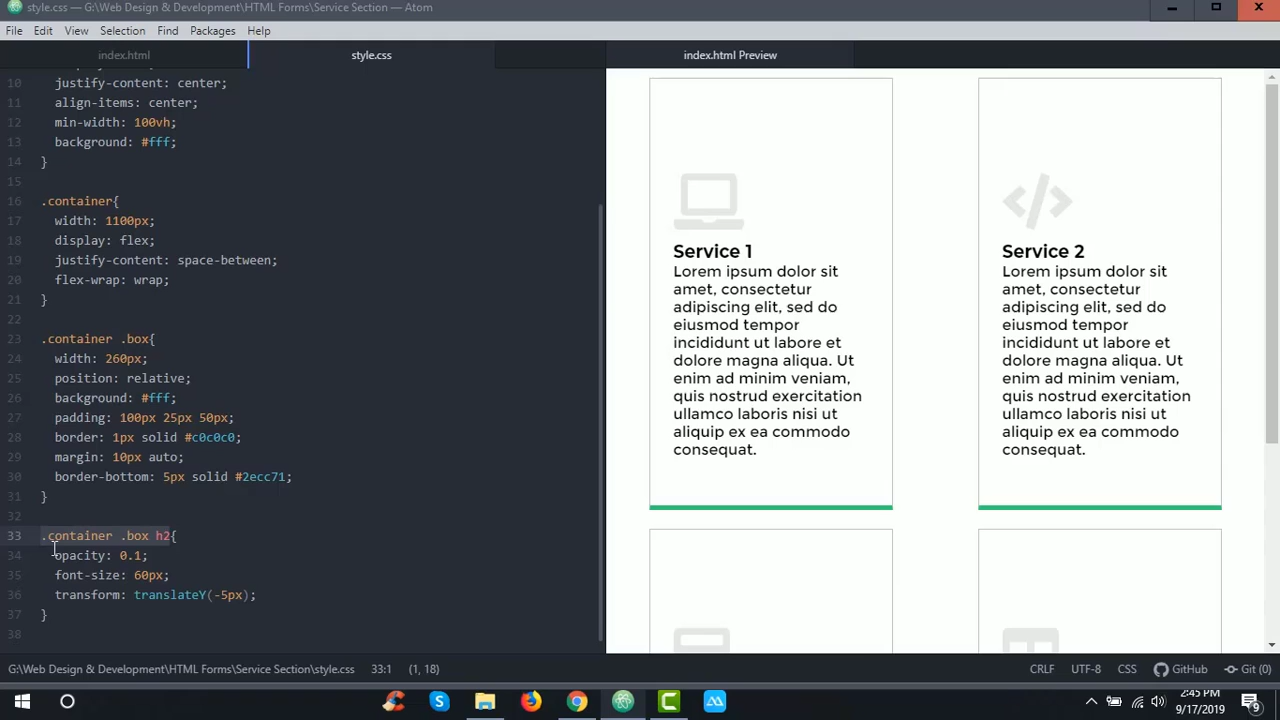 style.css — G:\Web Design & Development\HTML Forms\Service Section — Atom
File Edit View Selection Find Packages Help
index.html style.css index.html Preview
10 justify-content: center;
11 align-items: center;
12 min-width: 100vh;
13 background: #fff;
14 }
15
16 .container{
17 width: 1100px;
18 display: flex;
19 justify-content: space-between;
20 flex-wrap: wrap;
21 }
22
23 .container .box{
24 width: 260px;
25 position: relative;
26 background: #fff;
27 padding: 100px 25px 50px;
28 border: 1px solid #c0c0c0;
29 margin: 10px auto;
30 border-bottom: 5px solid #2ecc71;
31 }
32
33 .container .box h2{
34 opacity: 0.1;
35 font-size: 60px;
36 transform: translateY(-5px);
37 }
38
Service 1
Lorem ipsum dolor sit
amet, consectetur
adipiscing elit, sed do
eiusmod tempor
incididunt ut labore et
dolore magna aliqua. Ut
enim ad minim veniam,
quis nostrud exercitation
ullamco laboris nisi ut
aliquip ex ea commodo
consequat.
Service 2
Lorem ipsum dolor sit
amet, consectetur
adipiscing elit, sed do
eiusmod tempor
incididunt ut labore et
dolore magna aliqua. Ut
enim ad minim veniam,
quis nostrud exercitation
ullamco laboris nisi ut
aliquip ex ea commodo
consequat.
G:\Web Design & Development\HTML Forms\Service Section\style.css 33:1 (1, 18) CRLF UTF-8 CSS GitHub Git (0)
2:45 PM
9/17/2019
9